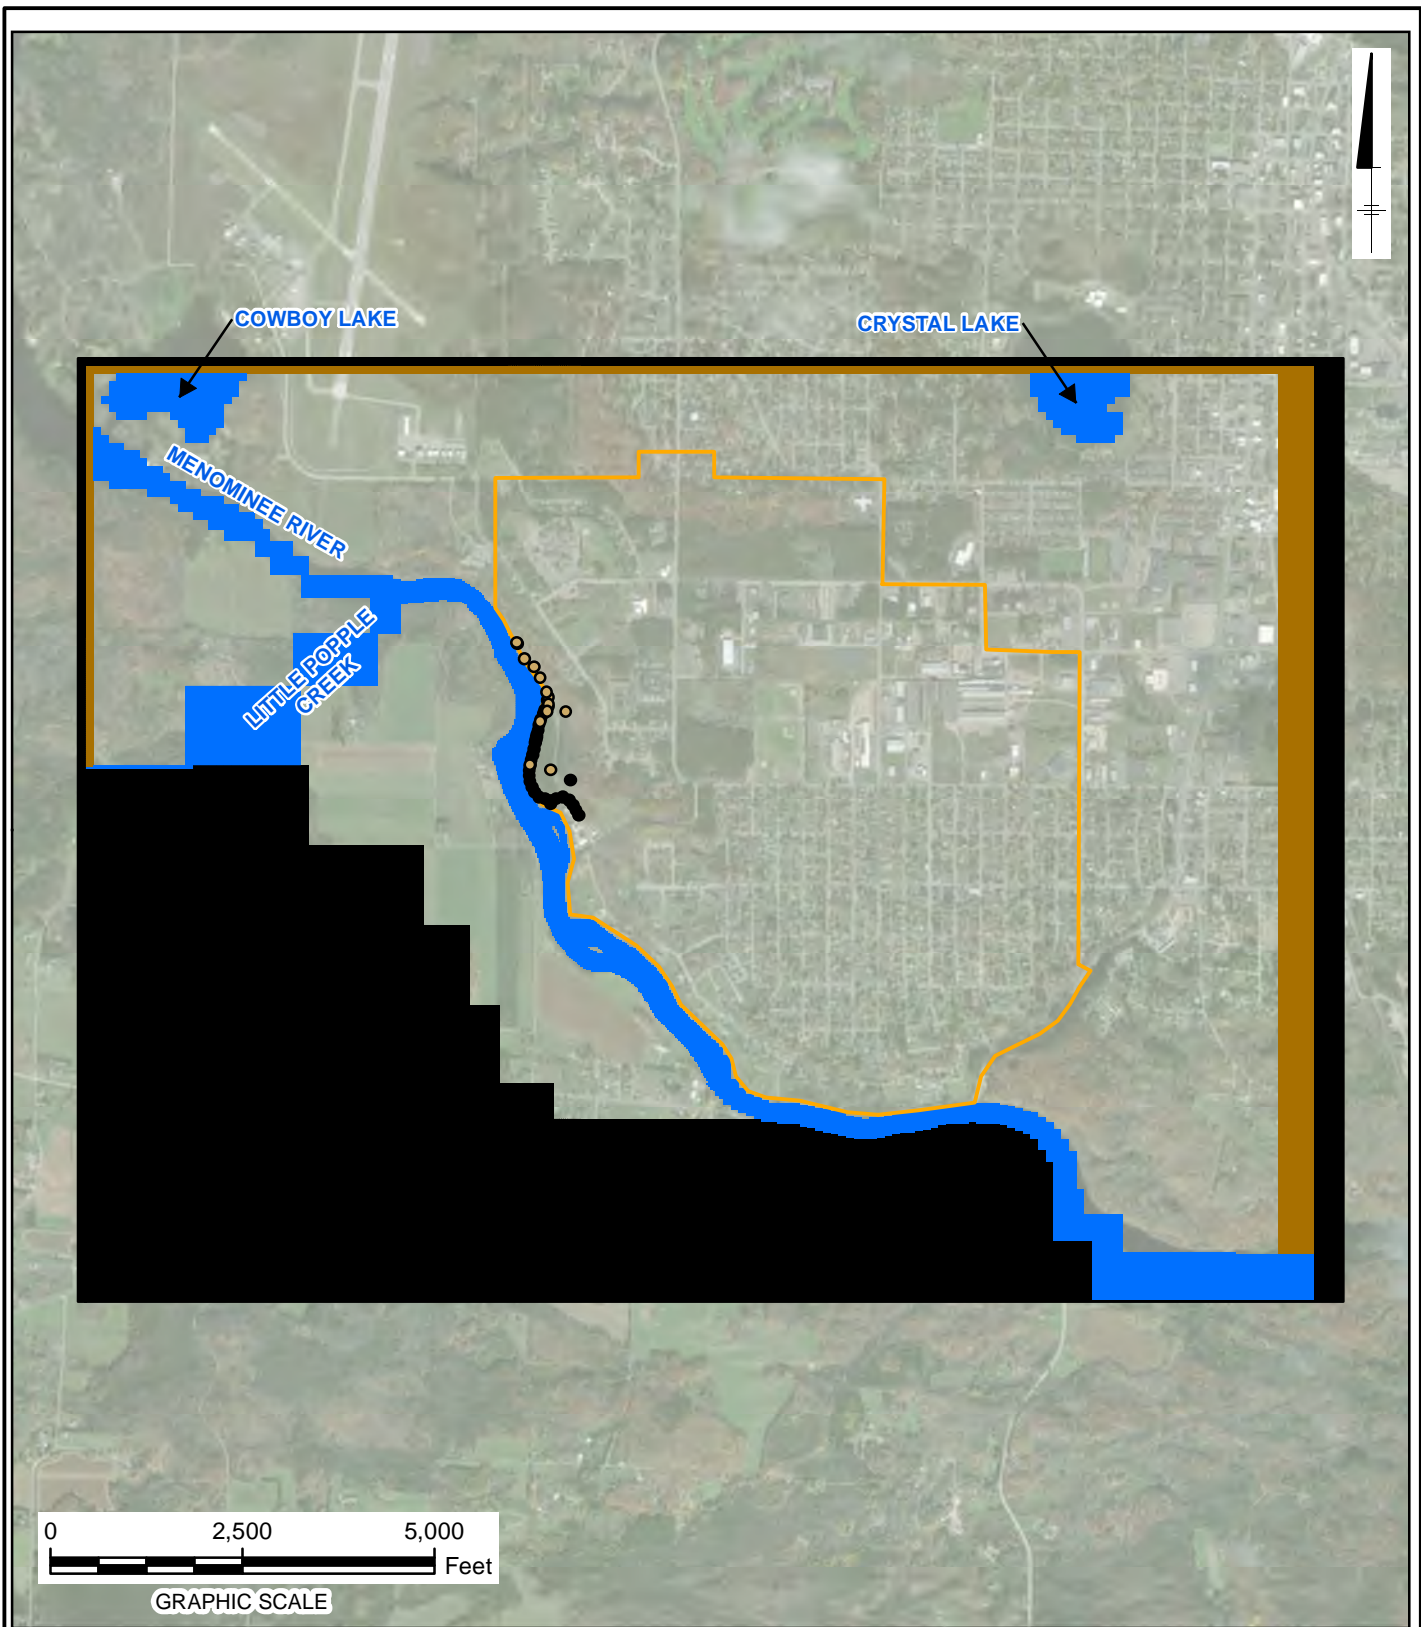 COWBOY LAKE
CRYSTAL LAKE
MENOMINEE RIVER
LITTLE POPPLE
CREEK
0 2,500 5,000
Feet
GRAPHIC SCALE